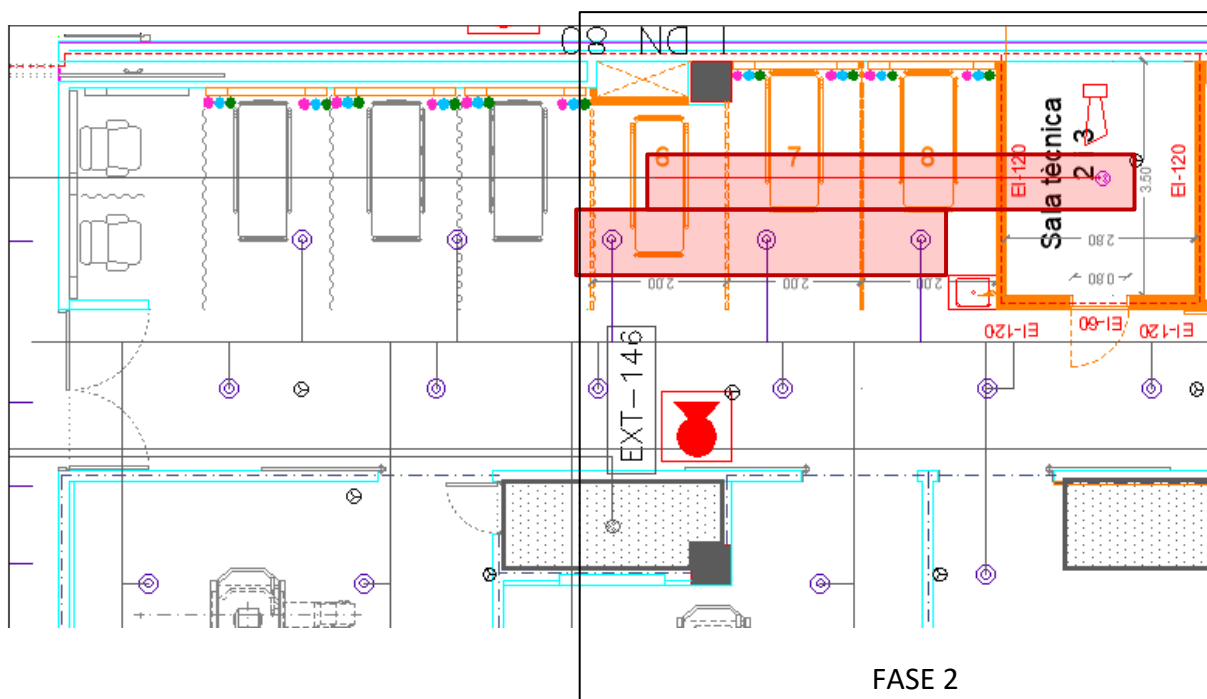 DN 80
6
7
8
Sala tècnica
2 / 3
EI-120
EI-120
3.50
2.80
0.80
2.00
2.00
2.00
EI-120
EI-60
EI-120
EXT-146
FASE 2